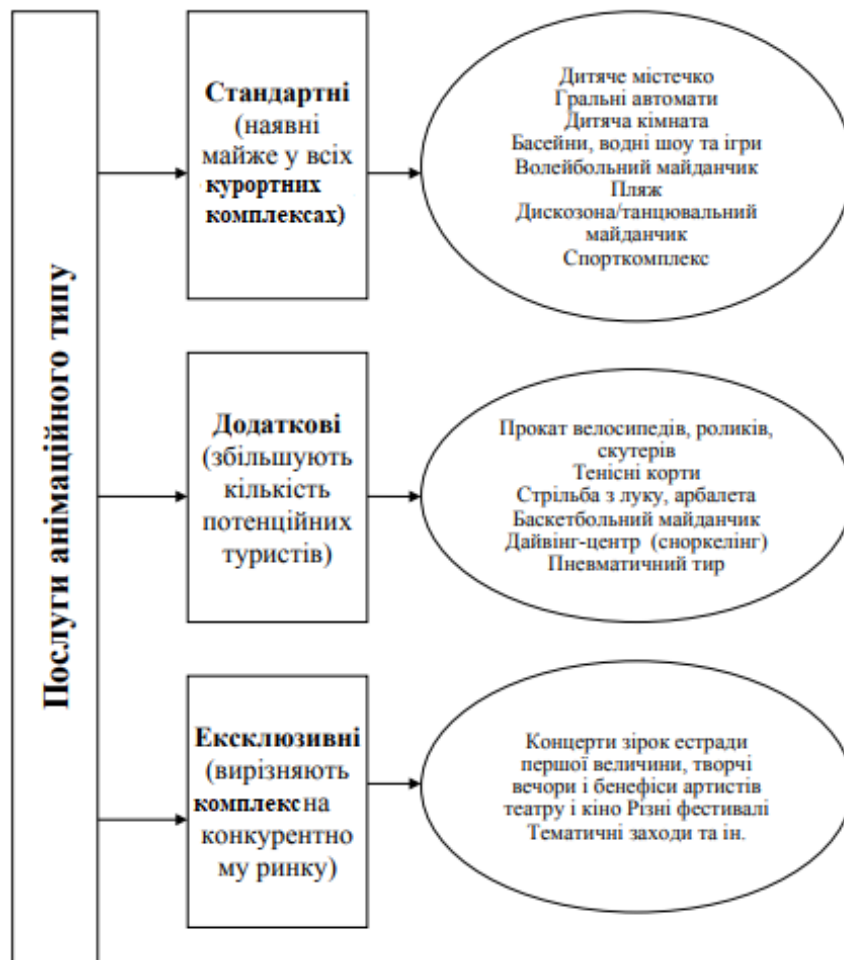 Послуги анімаційного типу
Стандартні
(наявні
майже у всіх
курортних
комплексах)
Дитяче містечко
Гральні автомати
Дитяча кімната
Басейни, водні шоу та ігри
Волейбольний майданчик
Пляж
Дискозона/танцювальний
майданчик
Спорткомплекс
Додаткові
(збільшують
кількість
потенційних
туристів)
Прокат велосипедів, роликів,
скутерів
Тенісні корти
Стрільба з луку, арбалета
Баскетбольний майданчик
Дайвінг-центр (сноркелінг)
Пневматичний тир
Ексклюзивні
(вирізняють
комплекс на
конкурентно
му ринку)
Концерти зірок естради
першої величини, творчі
вечори і бенефіси артистів
театру і кіно Різні фестивалі
Тематичні заходи та ін.